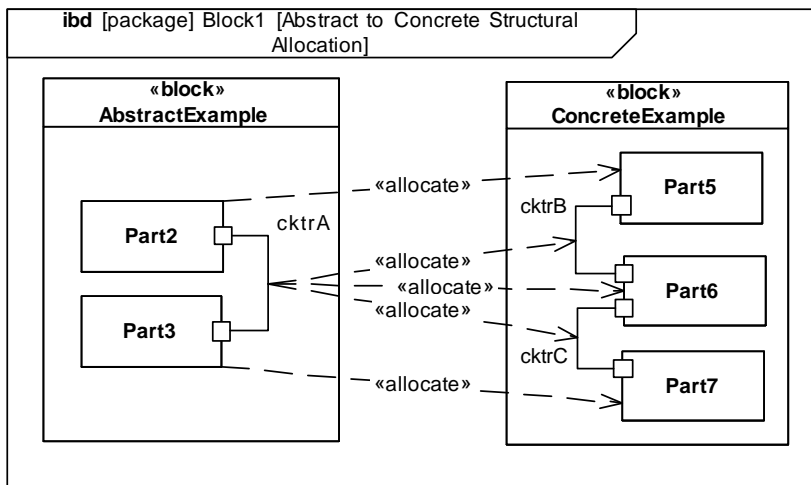 ibd [package] Block1 [Abstract to Concrete Structural
Allocation]
«block»
AbstractExample
«block»
ConcreteExample
Part2
Part3
cktrA
«allocate»
«allocate»
«allocate»
«allocate»
«allocate»
cktrB
cktrC
Part5
Part6
Part7